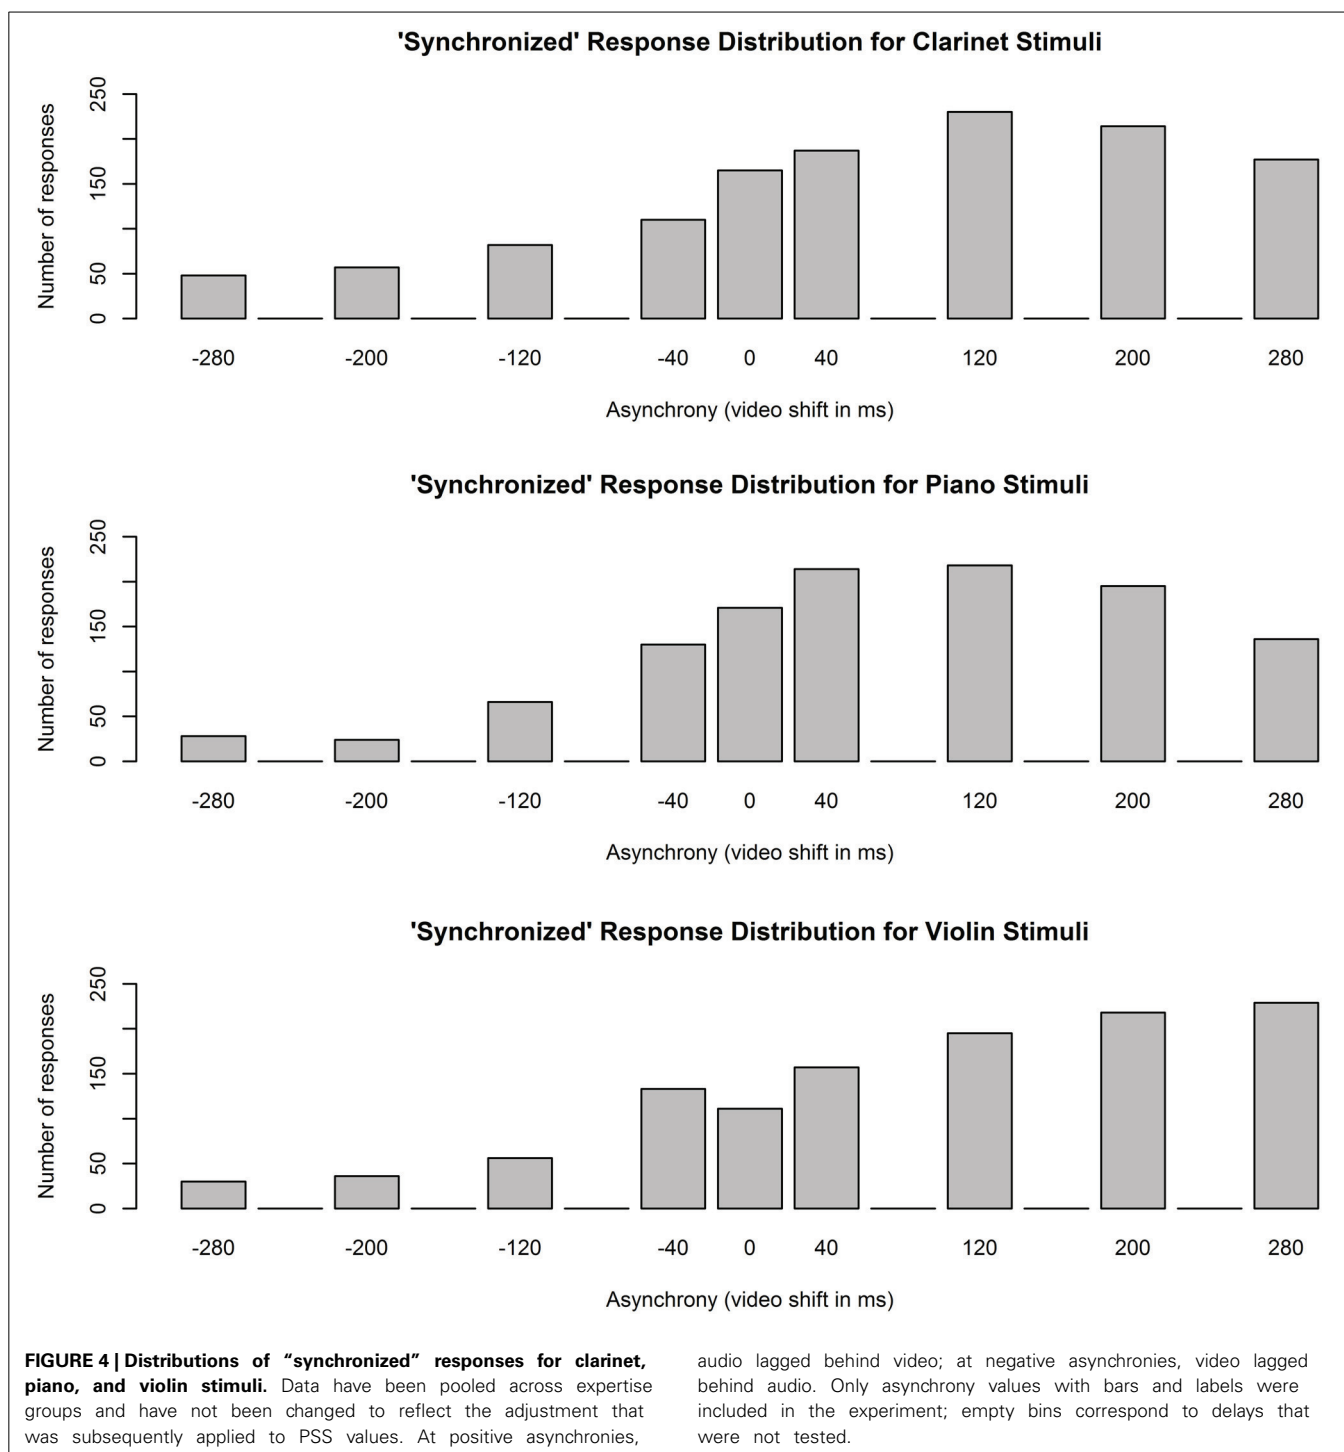 'Synchronized' Response Distribution for Clarinet Stimuli
Number of responses
250
150
50
0
-280 -200 -120 -40 0 40 120 200 280
Asynchrony (video shift in ms)
'Synchronized' Response Distribution for Piano Stimuli
Number of responses
250
150
50
0
-280 -200 -120 -40 0 40 120 200 280
Asynchrony (video shift in ms)
'Synchronized' Response Distribution for Violin Stimuli
Number of responses
250
150
50
0
-280 -200 -120 -40 0 40 120 200 280
Asynchrony (video shift in ms)
FIGURE 4 | Distributions of “synchronized” responses for clarinet,
piano, and violin stimuli. Data have been pooled across expertise
groups and have not been changed to reflect the adjustment that
was subsequently applied to PSS values. At positive asynchronies,
audio lagged behind video; at negative asynchronies, video lagged
behind audio. Only asynchrony values with bars and labels were
included in the experiment; empty bins correspond to delays that
were not tested.